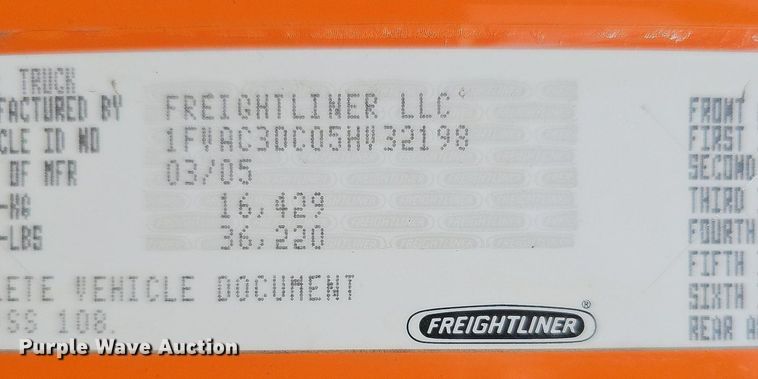 TRUCK
FACTURED BY FREIGHTLINER LLC
CLE ID NO 1FVAC3DC05HV32198
OF MFR 03/05
-KG 16,429
-LBS 36,220
LETE VEHICLE DOCUMENT
SS 108.
FREIGHTLINER®
FRONT
FIRST
SECOND
THIRD
FOURTH
FIFTH
SIXTH
REAR A
Purple Wave Auction